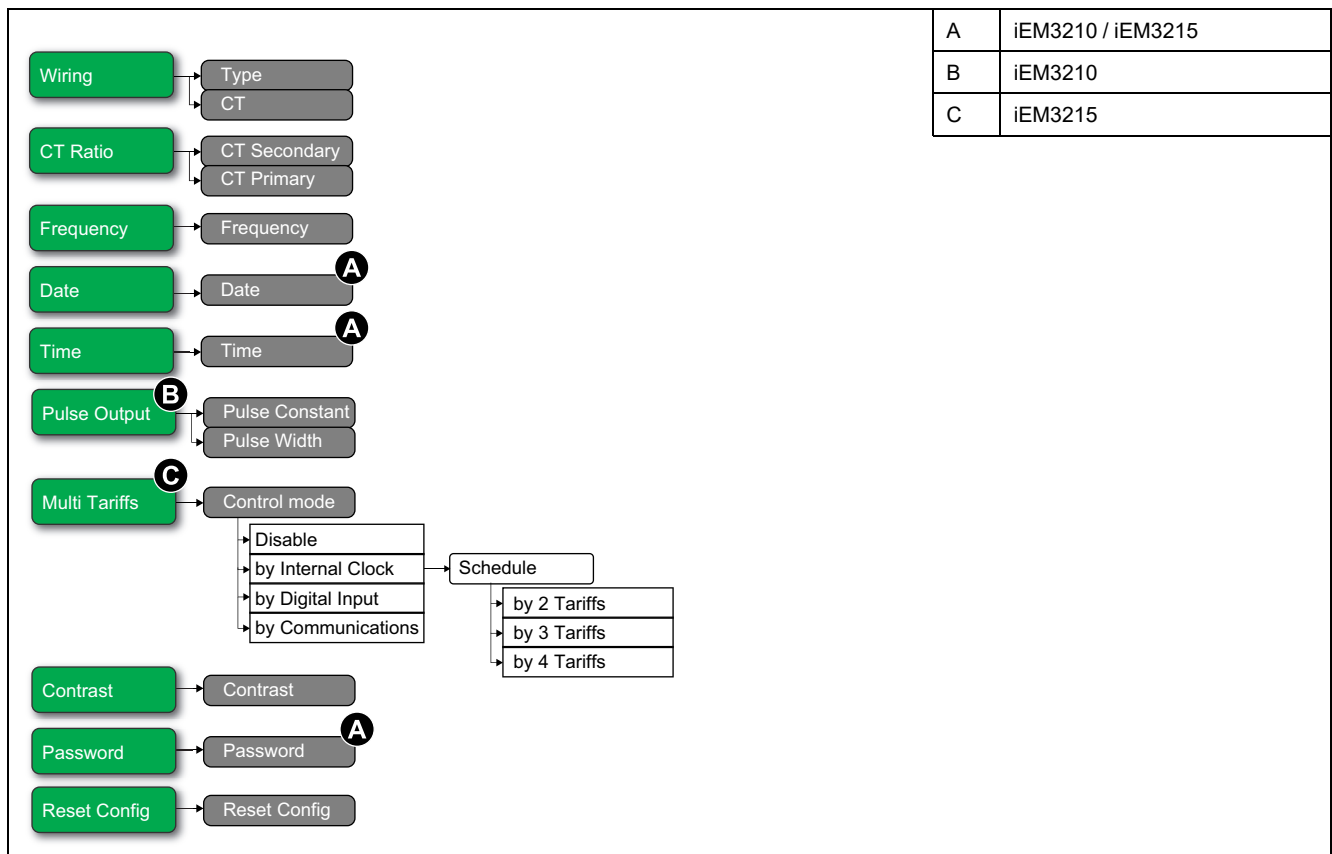 A iEM3210 / iEM3215
B iEM3210
C iEM3215
Wiring
Type
CT
CT Ratio
CT Secondary
CT Primary
Frequency
Frequency
Date
Date
A
Time
Time
A
Pulse Output
B
Pulse Constant
Pulse Width
Multi Tariffs
C
Control mode
Disable
by Internal Clock
by Digital Input
by Communications
Schedule
by 2 Tariffs
by 3 Tariffs
by 4 Tariffs
Contrast
Contrast
Password
Password
A
Reset Config
Reset Config